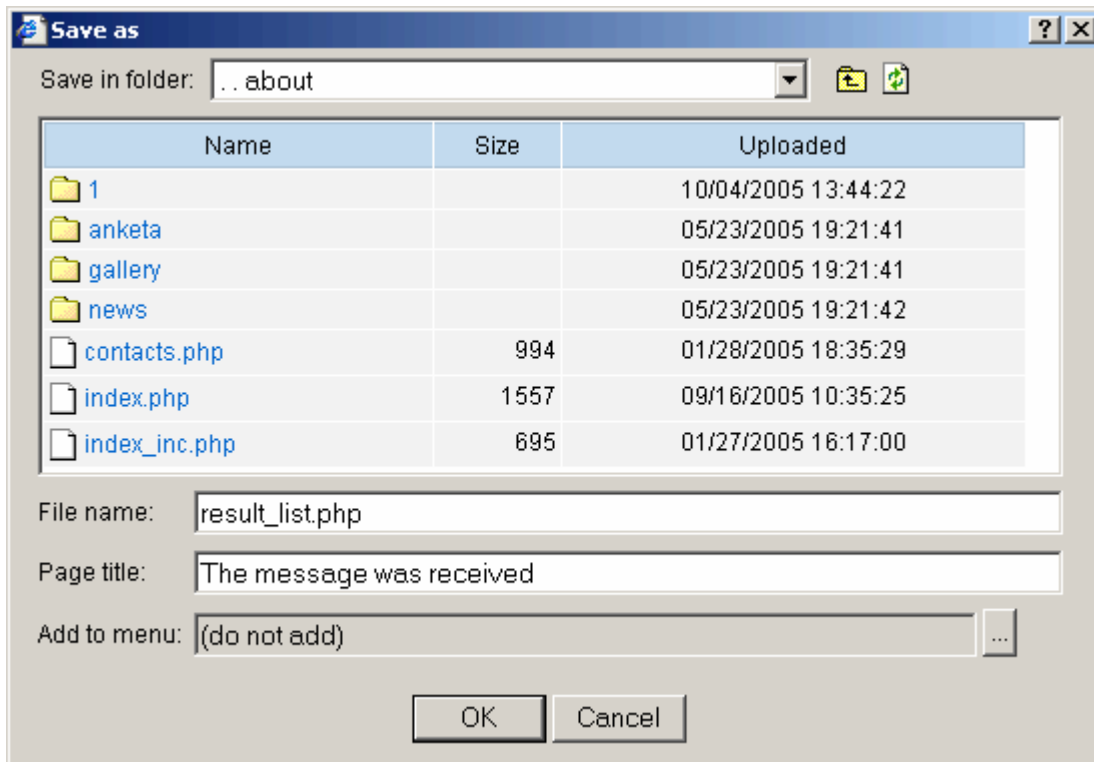 Save as
Save in folder: . . about
Name Size Uploaded
1 10/04/2005 13:44:22
anketa 05/23/2005 19:21:41
gallery 05/23/2005 19:21:41
news 05/23/2005 19:21:42
contacts.php 994 01/28/2005 18:35:29
index.php 1557 09/16/2005 10:35:25
index_inc.php 695 01/27/2005 16:17:00
File name: result_list.php
Page title: The message was received
Add to menu: (do not add) ...
OK Cancel